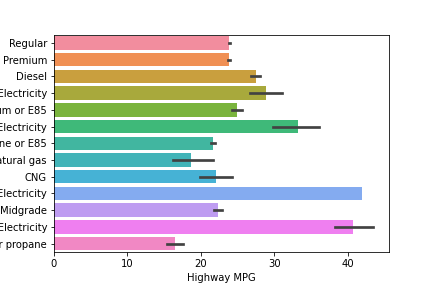 Regular
Premium
Diesel
Electricity
m or E85
Electricity
ne or E85
atural gas
CNG
Electricity
Midgrade
Electricity
r propane
0 10 20 30 40
Highway MPG